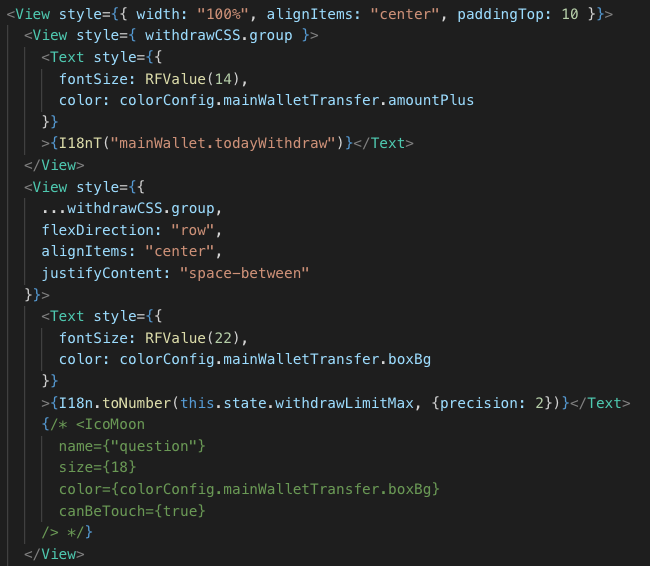 <View style={{ width: "100%", alignItems: "center", paddingTop: 10 }}>
<View style={ withdrawCSS.group }>
<Text style={{
fontSize: RFValue(14),
color: colorConfig.mainWalletTransfer.amountPlus
}}
>{I18nT("mainWallet.todayWithdraw")}</Text>
</View>
<View style={{
...withdrawCSS.group,
flexDirection: "row",
alignItems: "center",
justifyContent: "space-between"
}}>
<Text style={{
fontSize: RFValue(22),
color: colorConfig.mainWalletTransfer.boxBg
}}
>{I18n.toNumber(this.state.withdrawLimitMax, {precision: 2})}</Text>
{/* <IcoMoon
name={"question"}
size={18}
color={colorConfig.mainWalletTransfer.boxBg}
canBeTouch={true}
/> */}
</View>